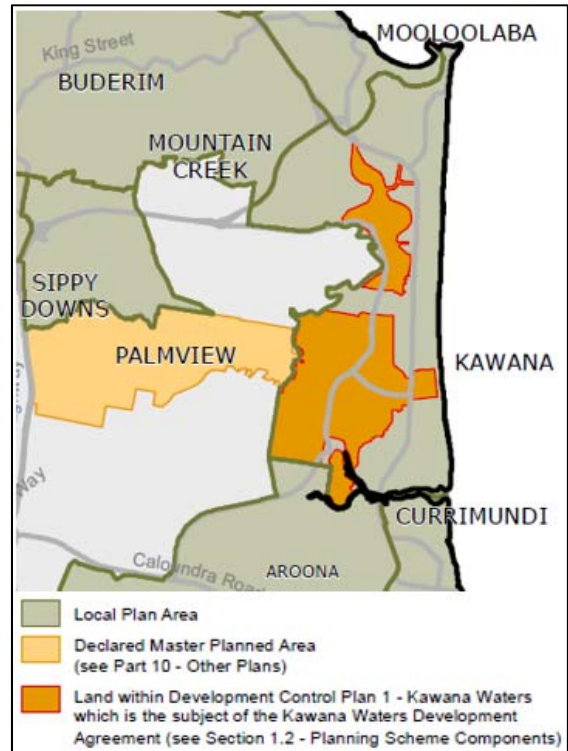 MOOLOOLABA
King Street
BUDERIM
MOUNTAIN
CREEK
SIPPY
DOWNS
PALMVIEW
KAWANA
Way
CURRIMUNDI
Caloundra Road
AROONA
Local Plan Area
Declared Master Planned Area
(see Part 10 - Other Plans)
Land within Development Control Plan 1 - Kawana Waters
which is the subject of the Kawana Waters Development
Agreement (see Section 1.2 - Planning Scheme Components)